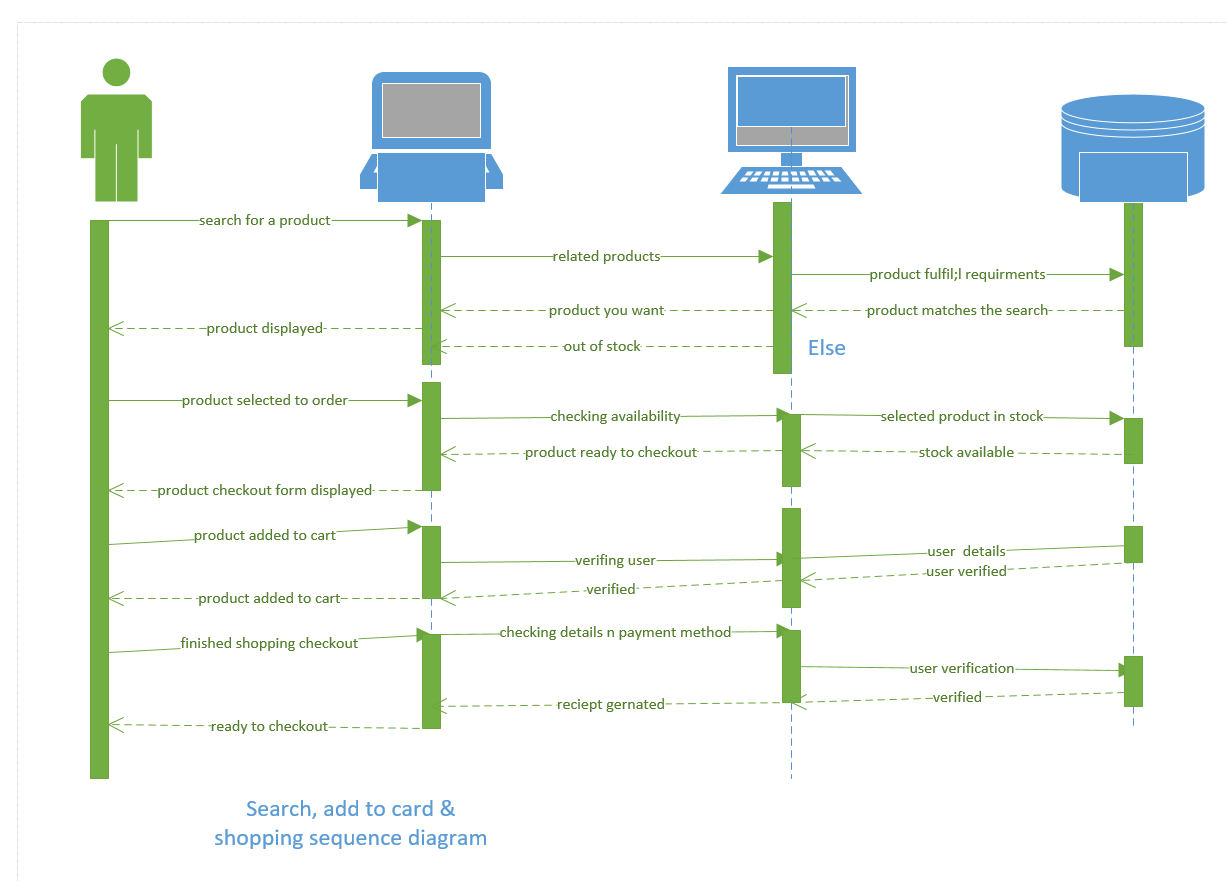 search for a product
related products
product fulfil;l requirments
product you want
product matches the search
product displayed
out of stock
Else
product selected to order
checking availability
selected product in stock
product ready to checkout
stock available
product checkout form displayed
product added to cart
verifing user
user details
user verified
verified
product added to cart
finished shopping checkout
checking details n payment method
user verification
verified
reciept gernated
ready to checkout
Search, add to card &
shopping sequence diagram